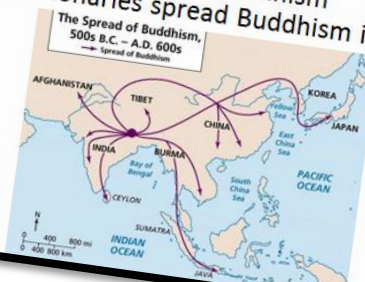 naries spread Buddhism i
The Spread of Buddhism,
500s B.C. – A.D. 600s
Spread of Buddhism
AFGHANISTAN
TIBET
KOREA
CHINA
Yellow
Sea
JAPAN
East
China
Sea
INDIA
BURMA
Bay of
Bengal
PACIFIC
OCEAN
South
China
Sea
CEYLON
N
SUMATRA
INDIAN
OCEAN
0 400 800 mi
0 400 800 km
JAVA